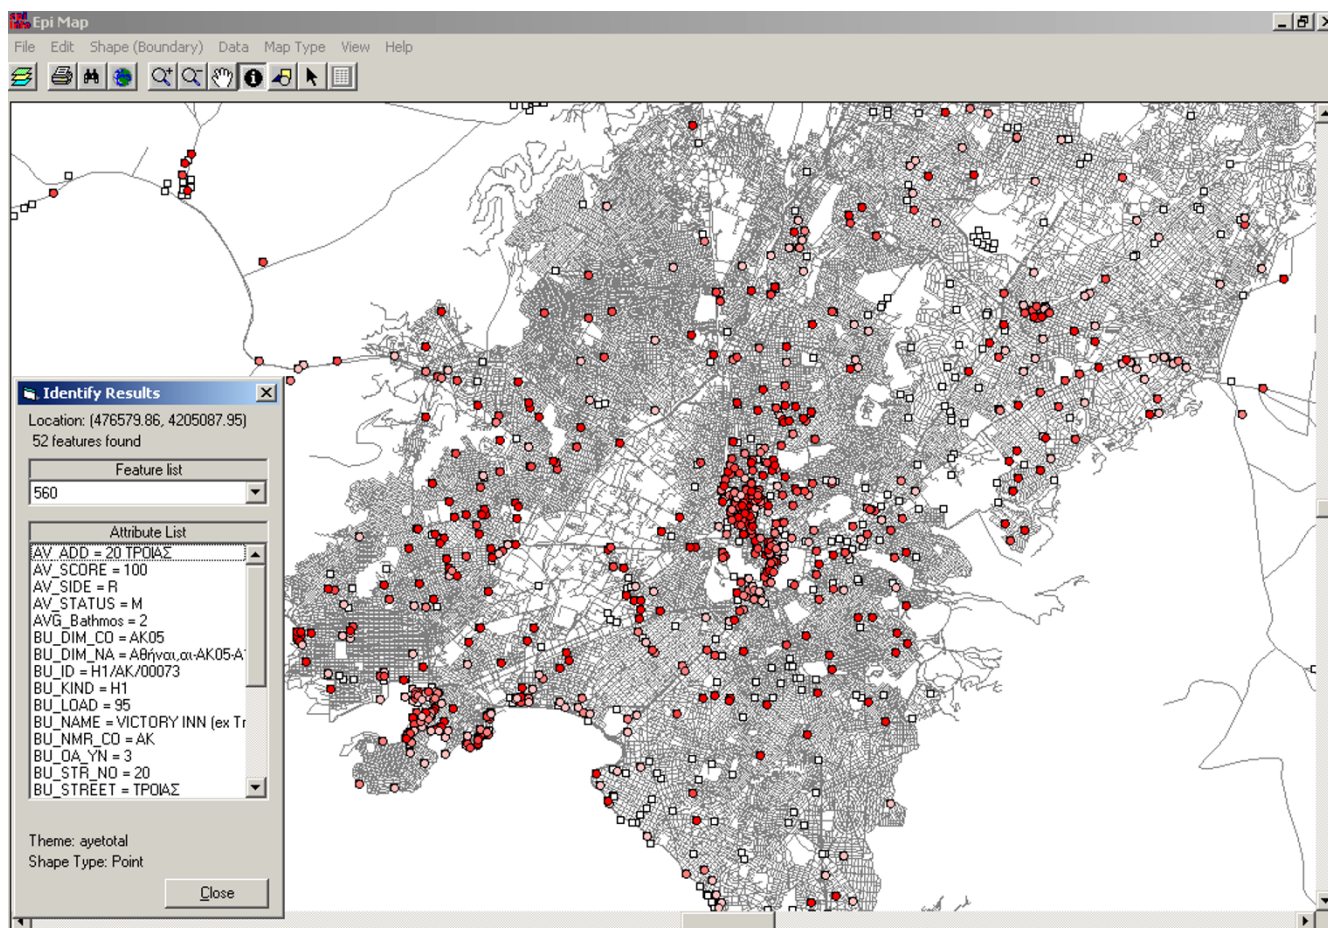 Epi Map
File Edit Shape (Boundary) Data Map Type View Help
Identify Results
Location: (476579.86, 4205087.95)
52 features found
Feature list
560
Attribute List
AV_ADD = 20 ΤΡΟΙΑΣ
AV_SCORE = 100
AV_SIDE = R
AV_STATUS = M
AVG_Bathmos = 2
BU_DIM_CO = AK05
BU_DIM_NA = Αθήναι,αι-AK05-Α
BU_ID = H1/AK/00073
BU_KIND = H1
BU_LOAD = 95
BU_NAME = VICTORY INN (ex Tr
BU_NMR_CO = AK
BU_OA_YN = 3
BU_STR_NO = 20
BU_STREET = ΤΡΟΙΑΣ
Theme: ayetotal
Shape Type: Point
Close